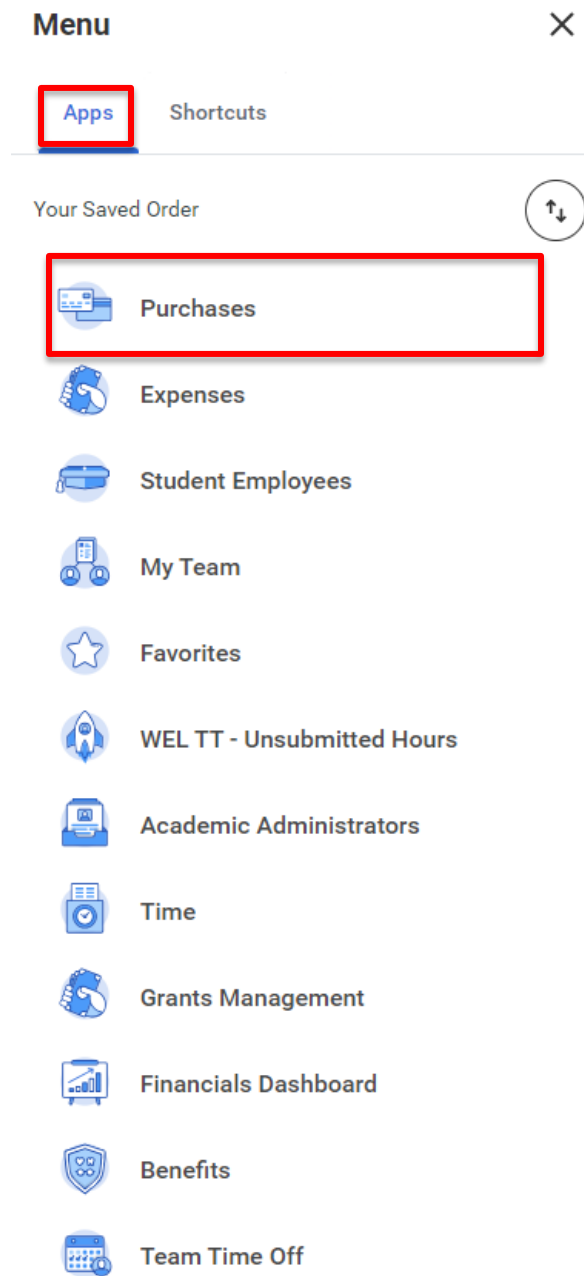 Menu
Apps
Shortcuts
Your Saved Order
Purchases
Expenses
Student Employees
My Team
Favorites
WEL TT - Unsubmitted Hours
Academic Administrators
Time
Grants Management
Financials Dashboard
Benefits
Team Time Off